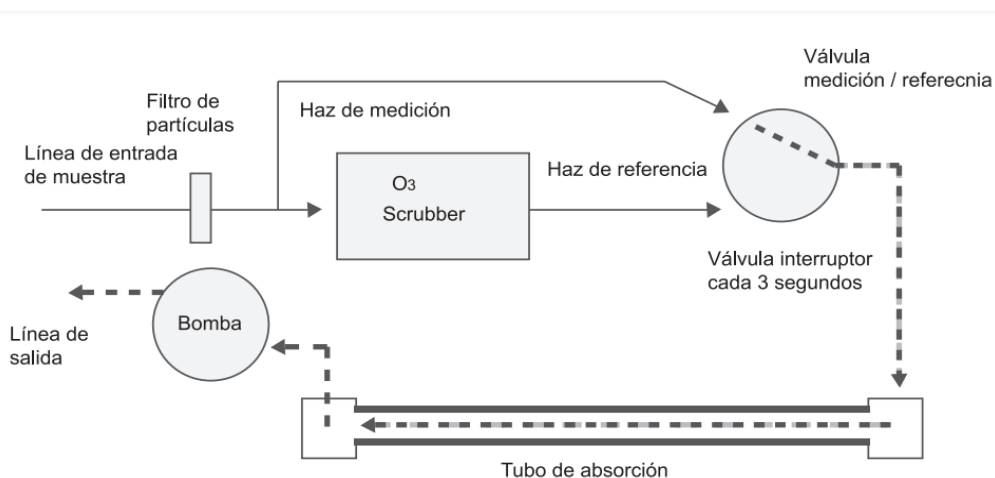 Válvula
medición / referecnia
Filtro de
partículas
Haz de medición
Línea de entrada
de muestra
O3
Scrubber
Haz de referencia
Válvula interruptor
cada 3 segundos
Bomba
Línea de
salida
Tubo de absorción